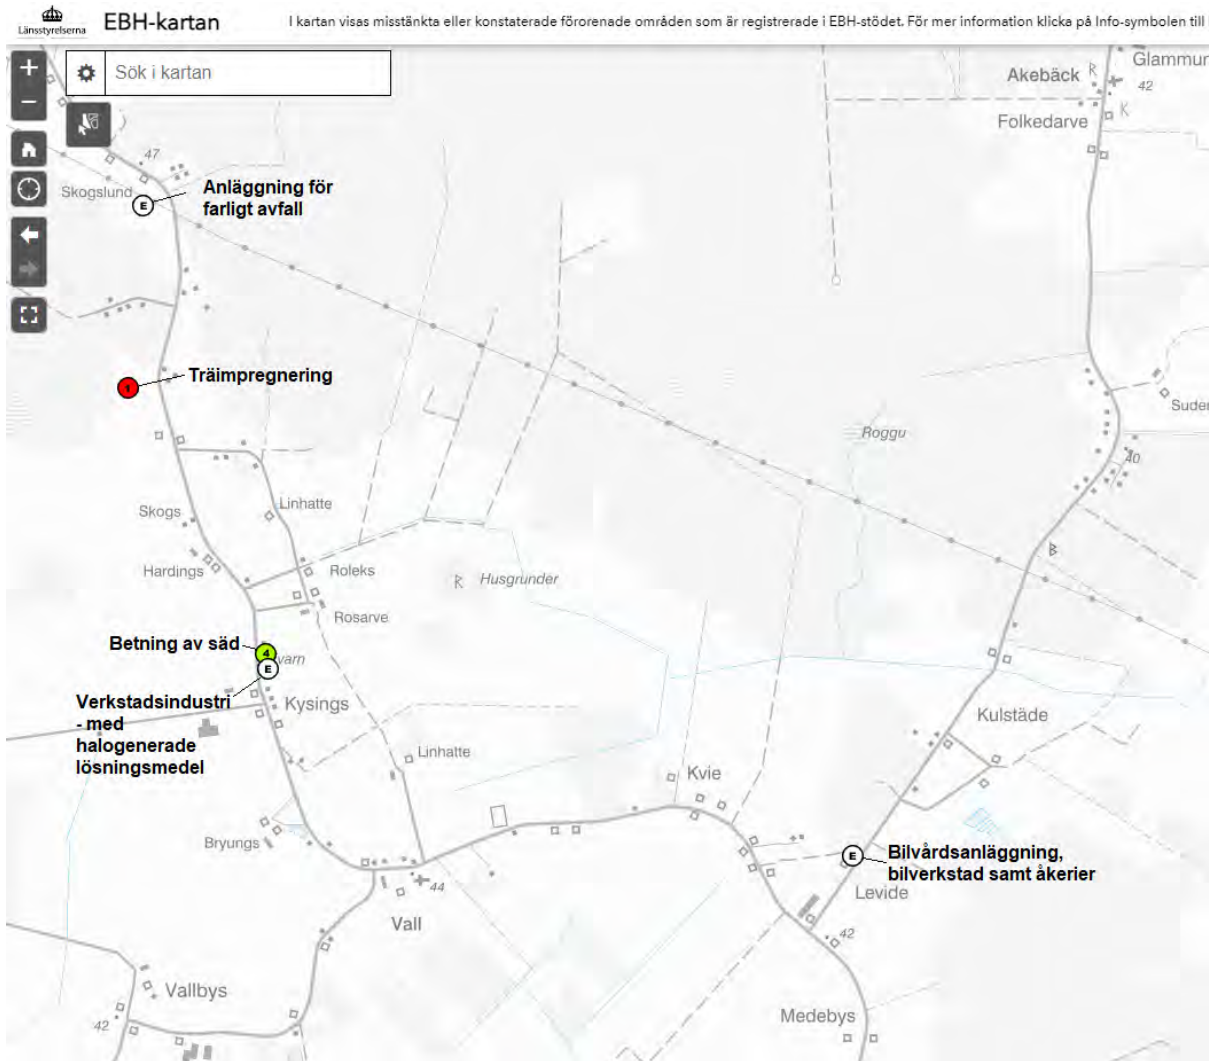 Länsstyrelserna
EBH-kartan
I kartan visas misstänkta eller konstaterade förorenade områden som är registrerade i EBH-stödet. För mer information klicka på Info-symbolen till
+
Sök i kartan
−
Glammur
Akebäck
42
Folkedarve
47
Skogslund
E
Anläggning för
farligt avfall
1
Träimpregnering
Suder
Roggu
40
Linhatte
Skogs
Hardings
Roleks
Husgrunder
Rosarve
Betning av säd
4
varn
E
Verkstadsindustri
- med
halogenerade
lösningsmedel
Kysings
Kulstäde
Linhatte
Kvie
Bryungs
E
Bilvårdsanläggning,
bilverkstad samt åkerier
Levide
44
Vall
42
Vallbys
42
Medebys